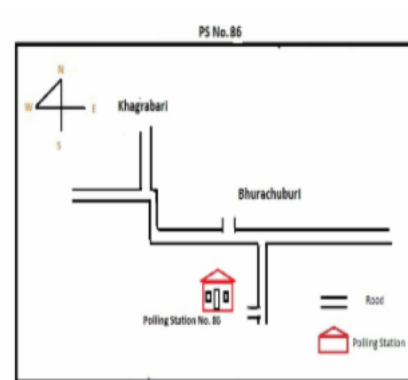 PS No. 86
N
Khagrabari
W
E
S
Bhurachuburi
Polling Station No. 86
Road
Polling Station